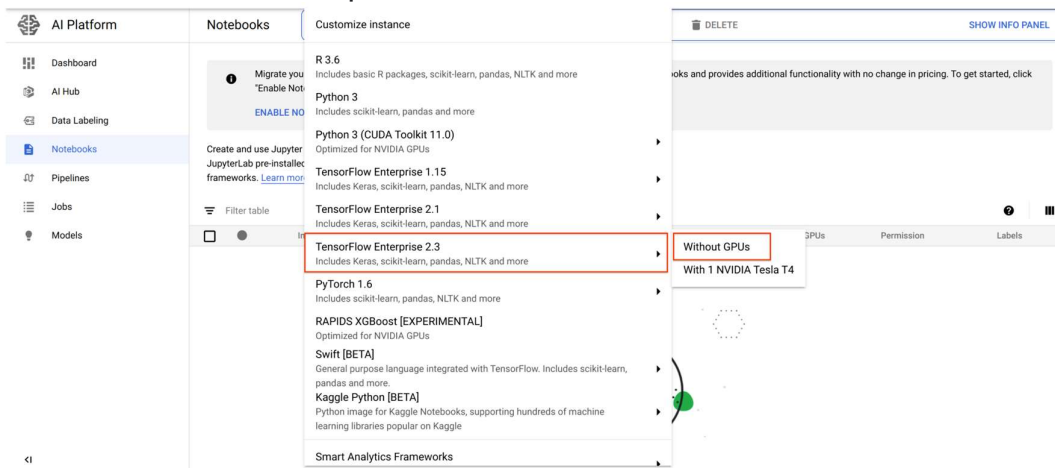 AI Platform
Notebooks
Customize instance
DELETE
SHOW INFO PANEL
Dashboard
AI Hub
Data Labeling
Notebooks
Pipelines
Jobs
Models
Migrate you
"Enable Not
ENABLE NO
ooks and provides additional functionality with no change in pricing. To get started, click
Create and use Jupyter
JupyterLab pre-installed
frameworks. Learn mor
Filter table
GPUs
Permission
Labels
R 3.6
Includes basic R packages, scikit-learn, pandas, NLTK and more
Python 3
Includes scikit-learn, pandas and more
Python 3 (CUDA Toolkit 11.0)
Optimized for NVIDIA GPUs
TensorFlow Enterprise 1.15
Includes Keras, scikit-learn, pandas, NLTK and more
TensorFlow Enterprise 2.1
Includes Keras, scikit-learn, pandas, NLTK and more
TensorFlow Enterprise 2.3
Includes Keras, scikit-learn, pandas, NLTK and more
Without GPUs
With 1 NVIDIA Tesla T4
PyTorch 1.6
Includes scikit-learn, pandas, NLTK and more
RAPIDS XGBoost [EXPERIMENTAL]
Optimized for NVIDIA GPUs
Swift [BETA]
General purpose language integrated with TensorFlow. Includes scikit-learn,
pandas and more.
Kaggle Python [BETA]
Python image for Kaggle Notebooks, supporting hundreds of machine
learning libraries popular on Kaggle
Smart Analytics Frameworks